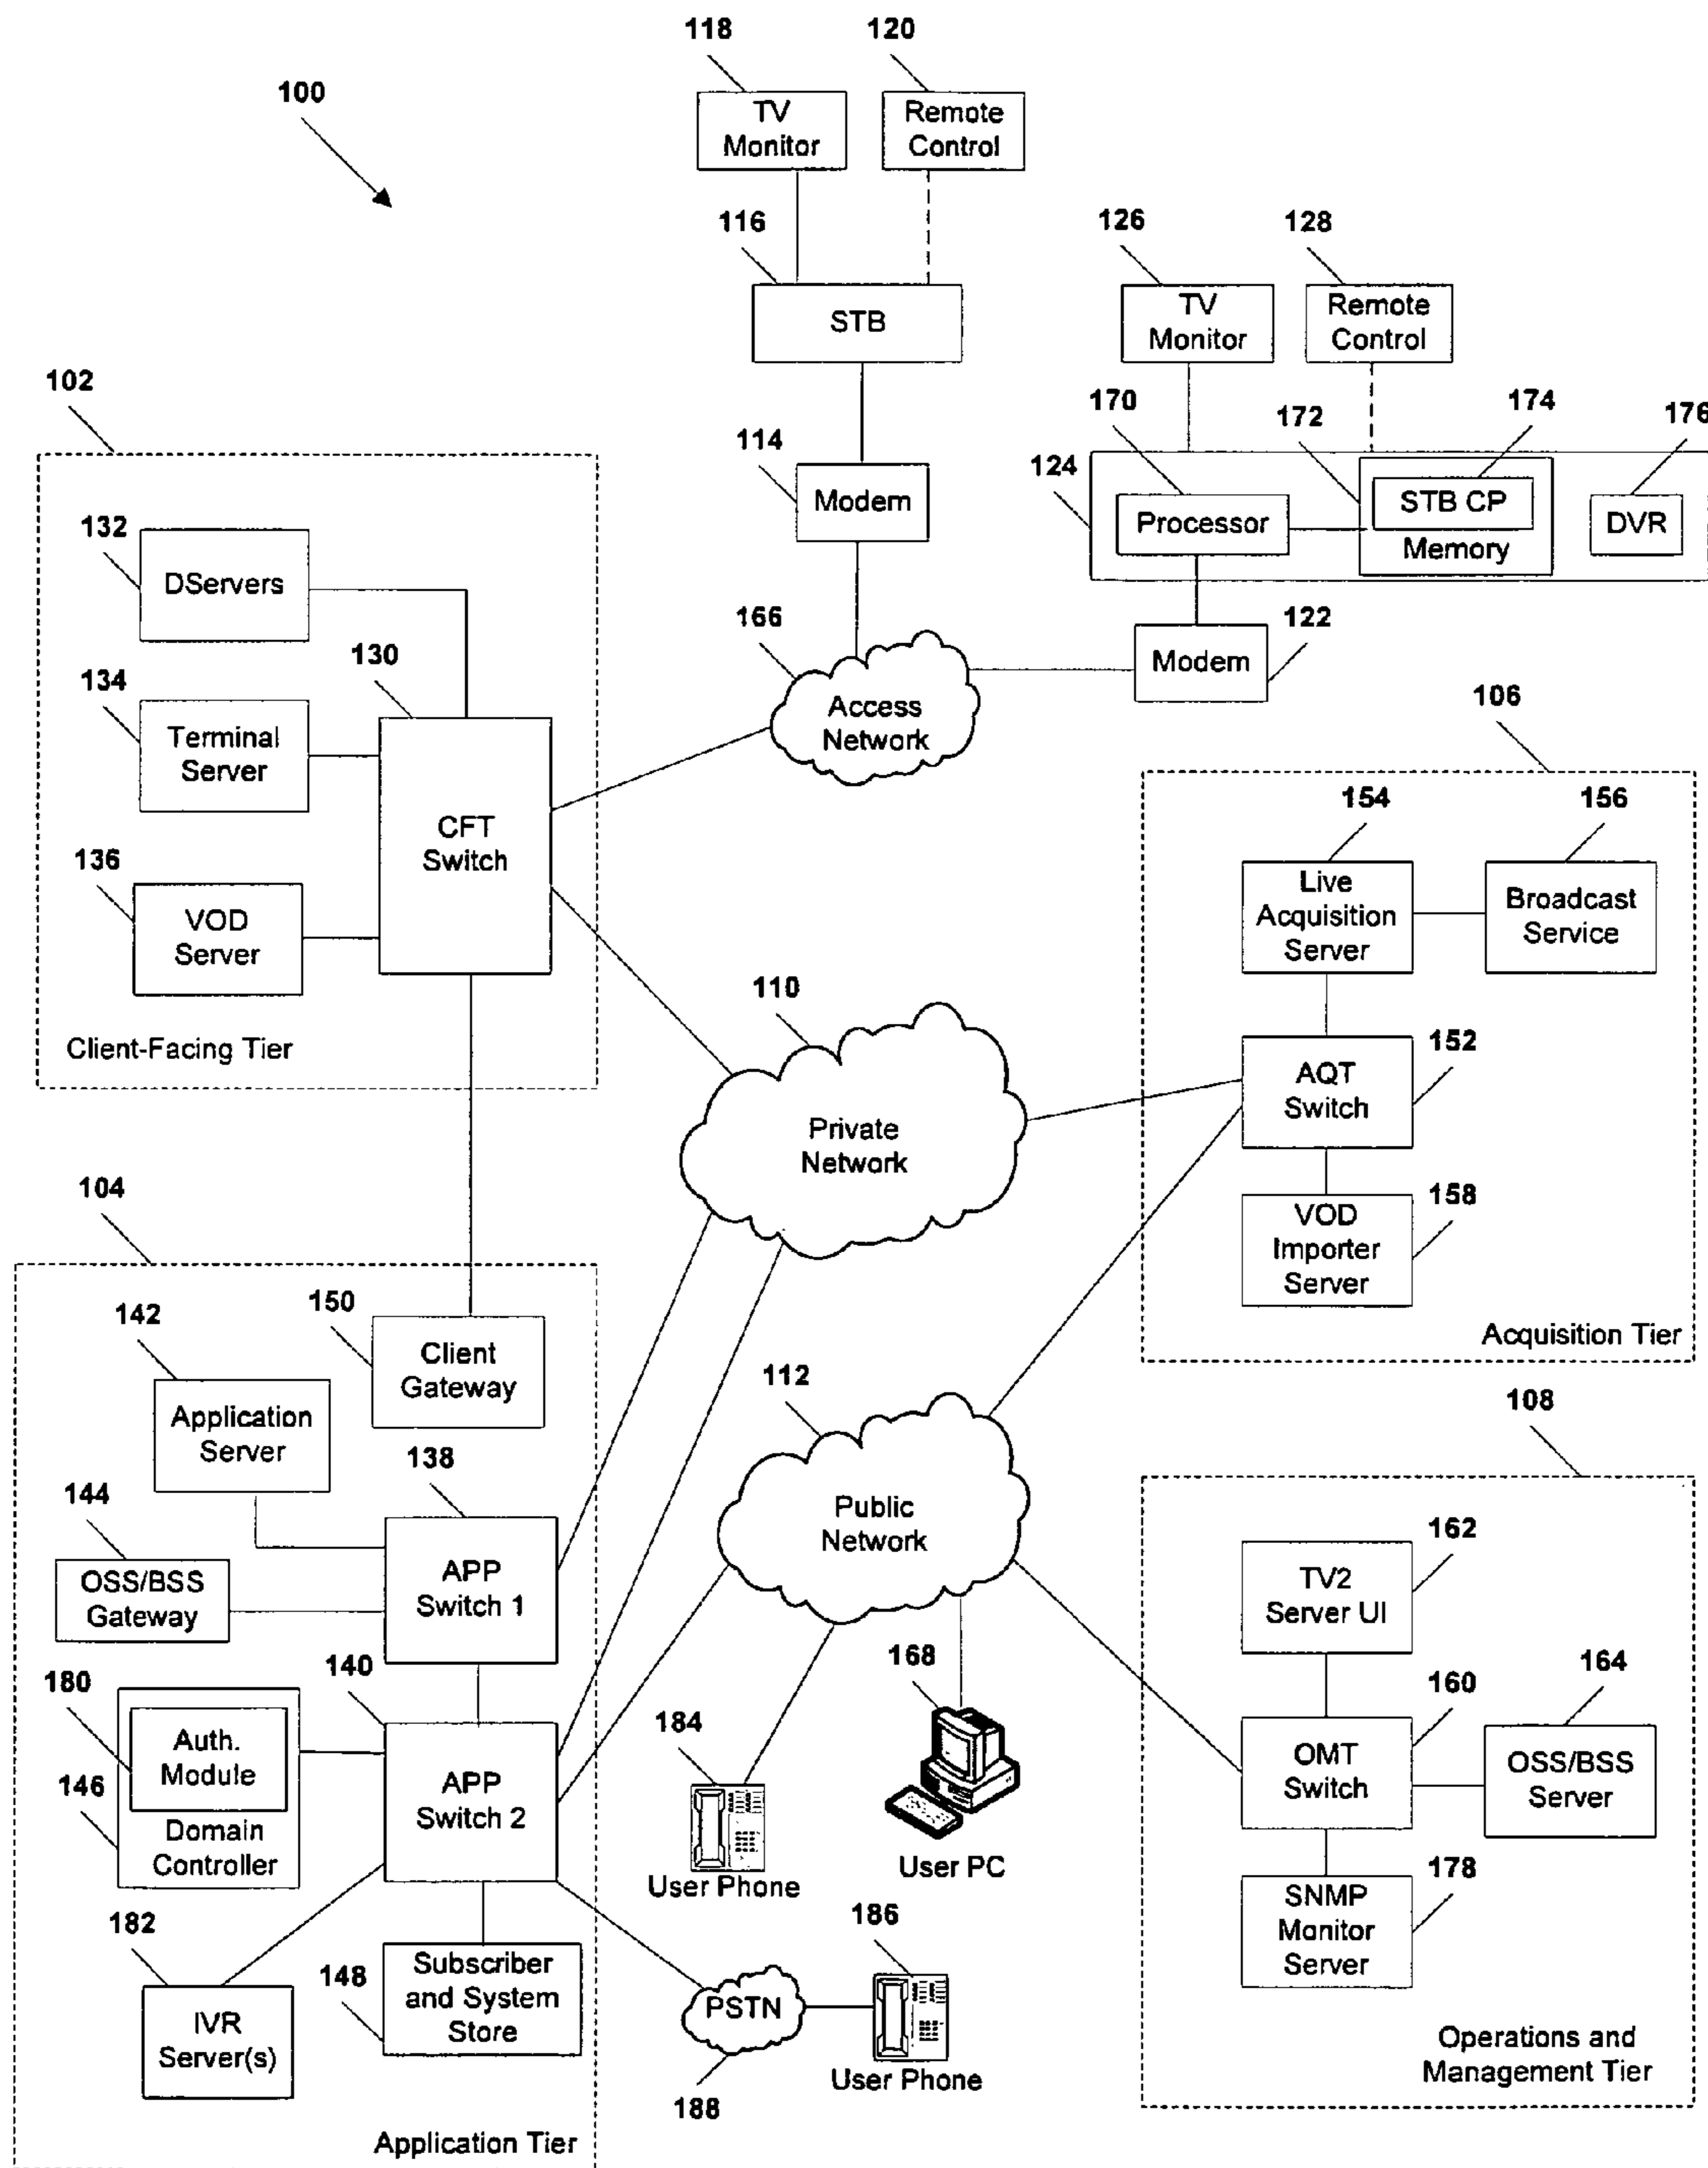 118
120
100
TV
Monitor
Remote
Control
116
126
128
STB
TV
Monitor
Remote
Control
102
170
172
174
176
114
124
Modem
Processor
STB CP
Memory
DVR
132
DServers
166
122
130
Modem
134
Access
Network
106
Terminal
Server
154
156
CFT
Switch
136
Live
Acquisition
Server
Broadcast
Service
VOD
Server
110
Client-Facing Tier
152
AQT
Switch
Private
Network
104
158
VOD
Importer
Server
142
150
Acquisition Tier
Client
Gateway
112
108
Application
Server
138
144
Public
Network
162
OSS/BSS
Gateway
APP
Switch 1
TV2
Server UI
140
168
160
164
180
184
Auth.
Module
146
APP
Switch 2
OMT
Switch
OSS/BSS
Server
Domain
Controller
User Phone
User PC
178
SNMP
Monitor
Server
182
186
148
Subscriber
and System
Store
PSTN
IVR
Server(s)
User Phone
188
Operations and
Management Tier
Application Tier